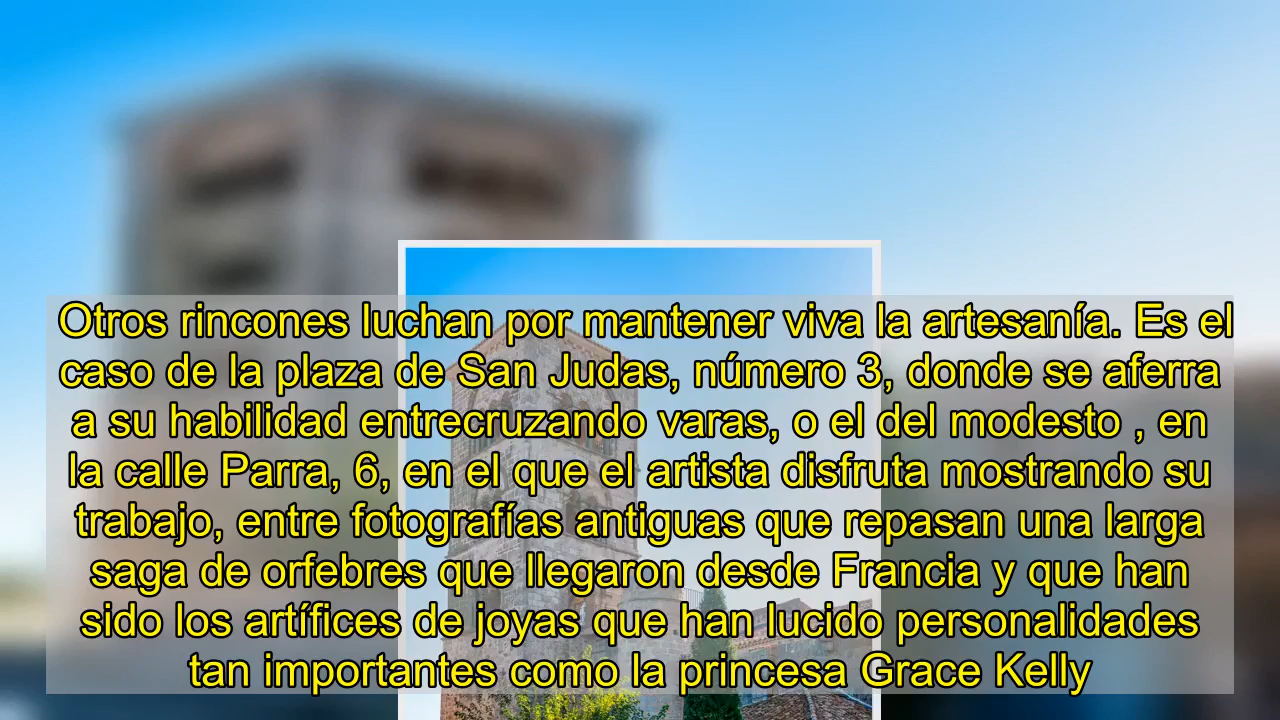 Otros rincones luchan por mantener viva la artesanía. Es el
caso de la plaza de San Judas, número 3, donde se aferra
a su habilidad entrecruzando varas, o el del modesto , en
la calle Parra, 6, en el que el artista disfruta mostrando su
trabajo, entre fotografías antiguas que repasan una larga
saga de orfebres que llegaron desde Francia y que han
sido los artífices de joyas que han lucido personalidades
tan importantes como la princesa Grace Kelly